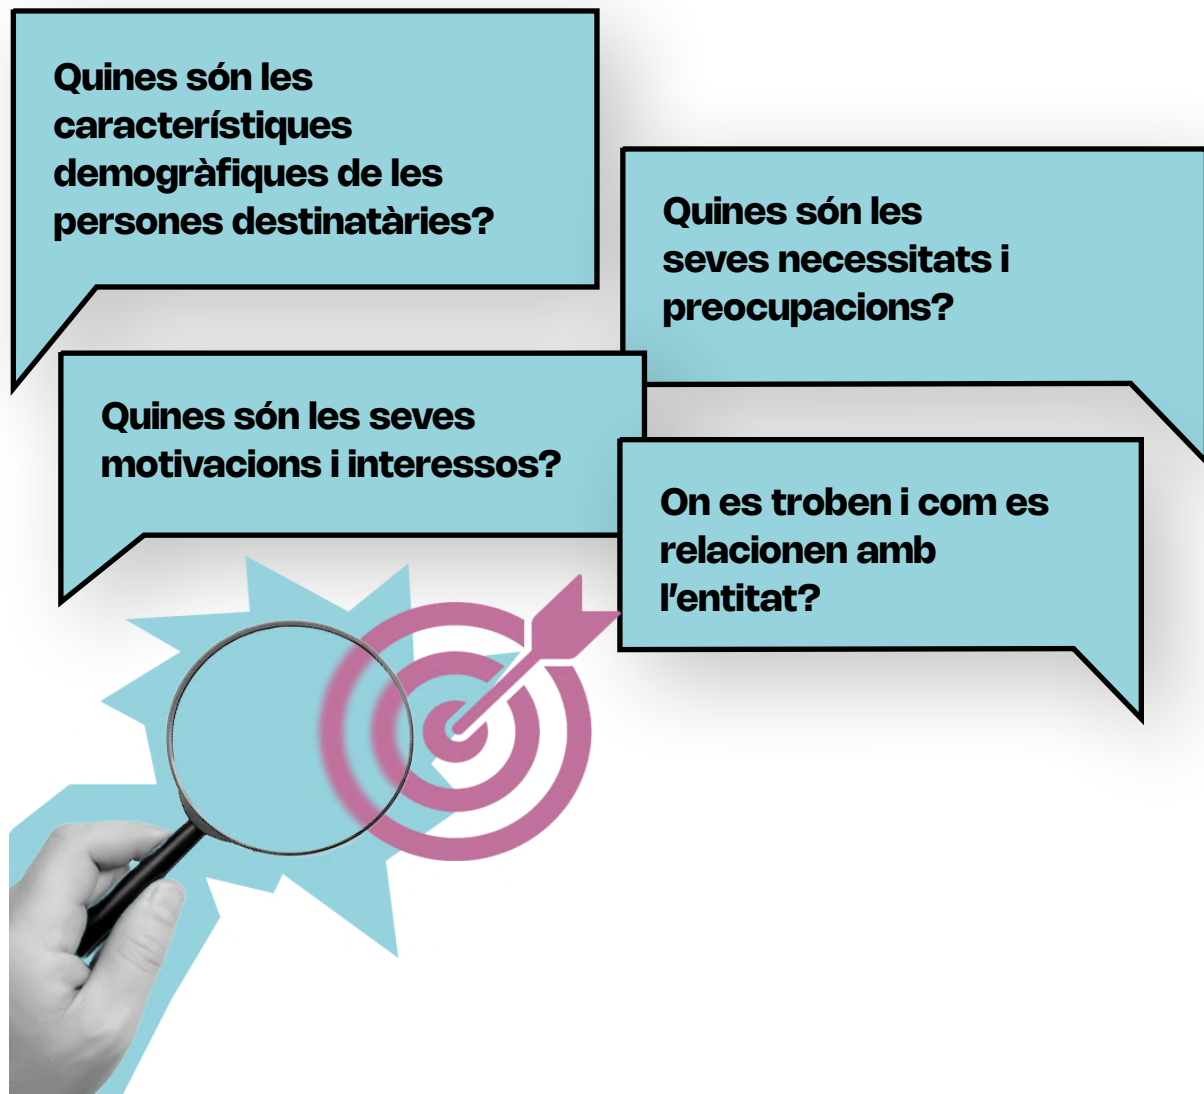 Quines són les
característiques
demogràfiques de les
persones destinatàries?
Quines són les
seves necessitats i
preocupacions?
Quines són les seves
motivacions i interessos?
On es troben i com es
relacionen amb
l'entitat?